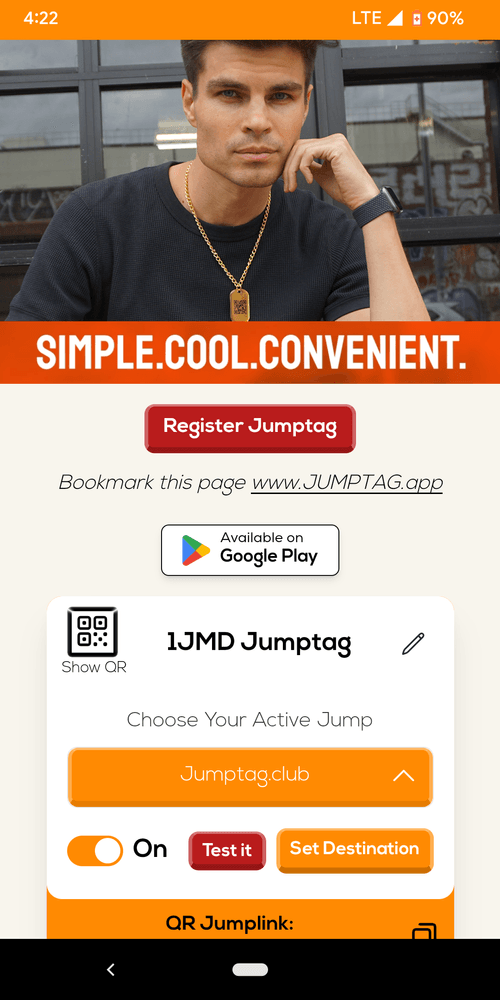 4:22 LTE 90%
SIMPLE.COOL.CONVENIENT.
Register Jumptag
Bookmark this page www.JUMPTAG.app
Available on
Google Play
1JMD Jumptag
Show QR
Choose Your Active Jump
Jumptag.club
On Test it Set Destination
QR Jumplink: